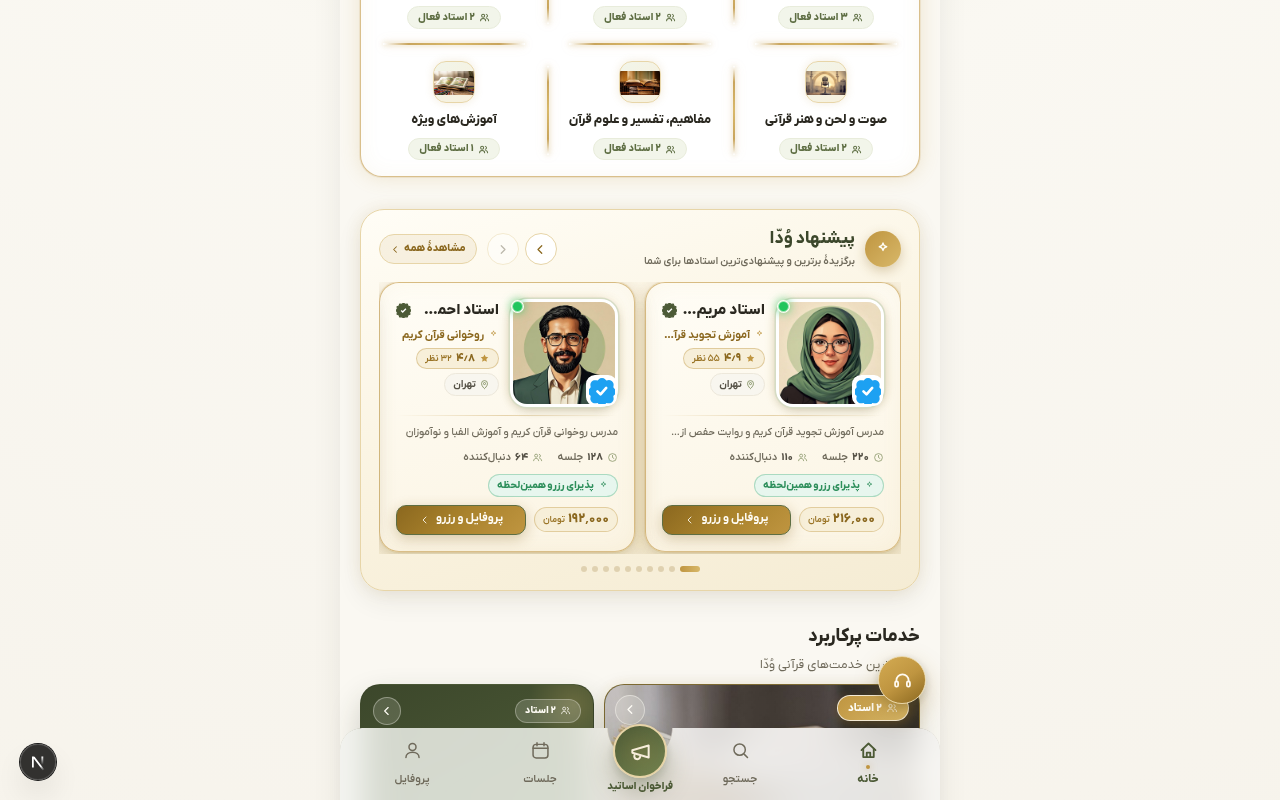 ۳ استاد فعال
۲ استاد فعال
۲ استاد فعال
صوت و لحن و هنر قرآنی
مفاهیم، تفسیر و علوم قرآن
آموزش‌های ویژه
۲ استاد فعال
۲ استاد فعال
۱ استاد فعال
پیشنهاد وُدّا
برگزیدهٔ برترین و پیشنهادی‌ترین استادها برای شما
مشاهدهٔ همه
استاد مریم...
آموزش تجوید قرآ...
۴٫۹ ۵۵ نظر
تهران
مدرس آموزش تجوید قرآن کریم و روایت حفص از...
۲۲۰ جلسه
۱۱۰ دنبال‌کننده
پذیرای رزرو همین‌لحظه
۲۱۶,۰۰۰ تومان
پروفایل و رزرو
استاد احمـ...
روخوانی قرآن کریم
۴٫۸ ۳۲ نظر
تهران
مدرس روخوانی قرآن کریم و آموزش الفبا و نوآموزان
۱۲۸ جلسه
۶۴ دنبال‌کننده
پذیرای رزرو همین‌لحظه
۱۹۲,۰۰۰ تومان
پروفایل و رزرو
خدمات پرکاربرد
خدمت‌های قرآنی وُدّا
۲ استاد
۲ استاد
خانه
جستجو
فراخوان اساتید
جلسات
پروفایل
N